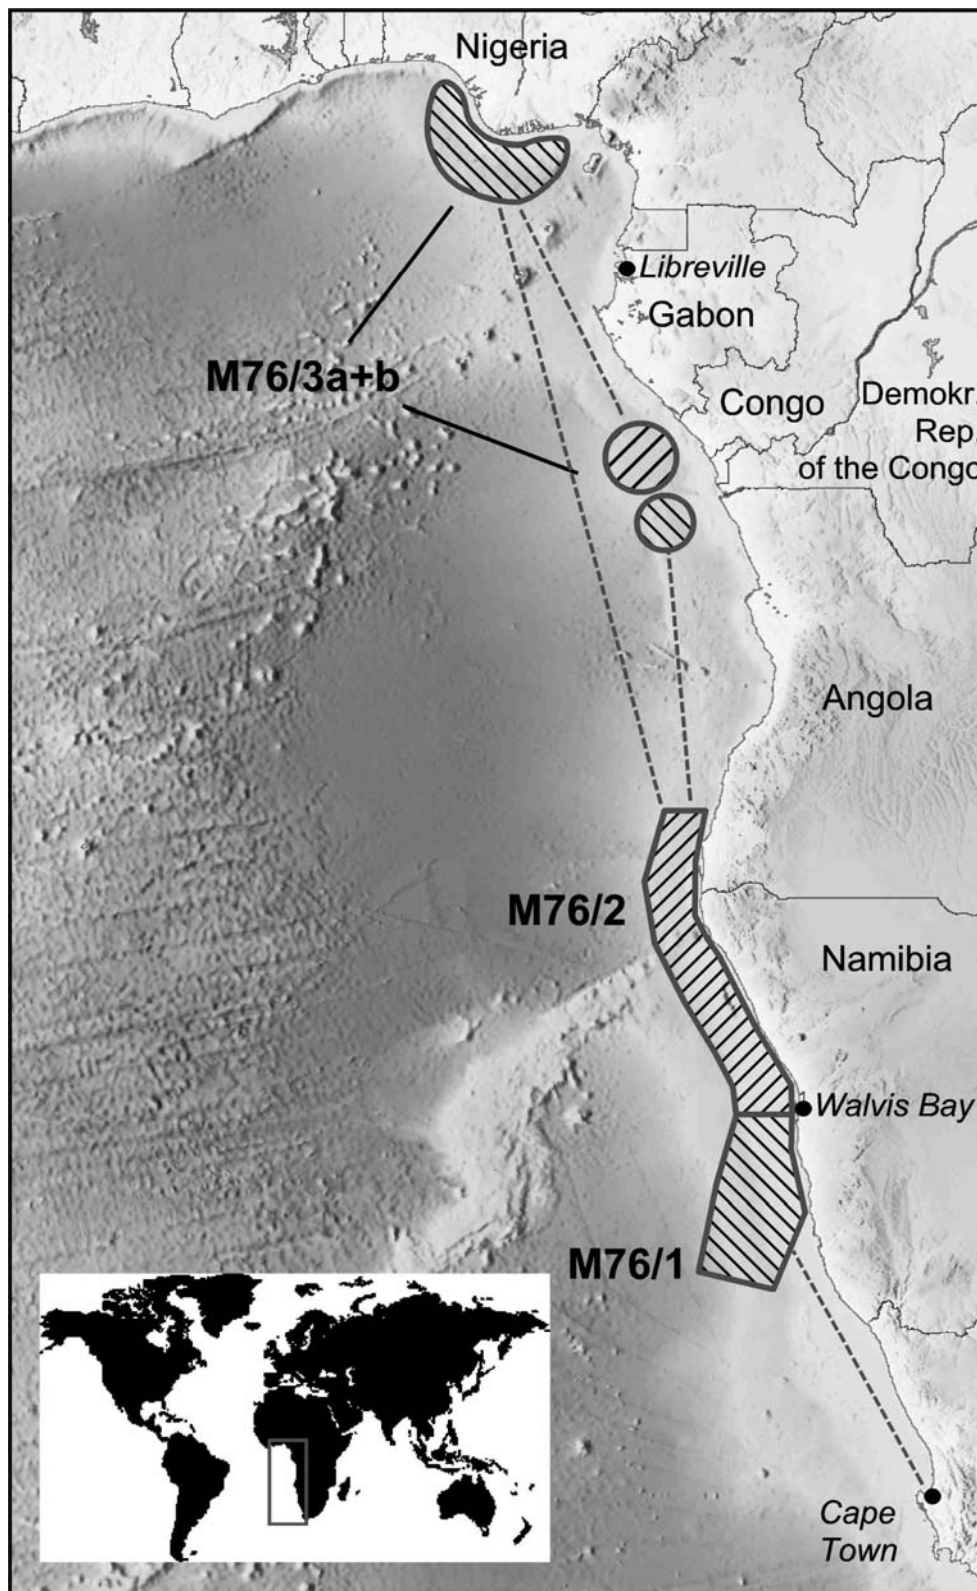 Nigeria
Libreville
Gabon
M76/3a+b
Congo
Demokr.
Rep.
of the Congo
Angola
M76/2
Namibia
Walvis Bay
M76/1
Cape
Town